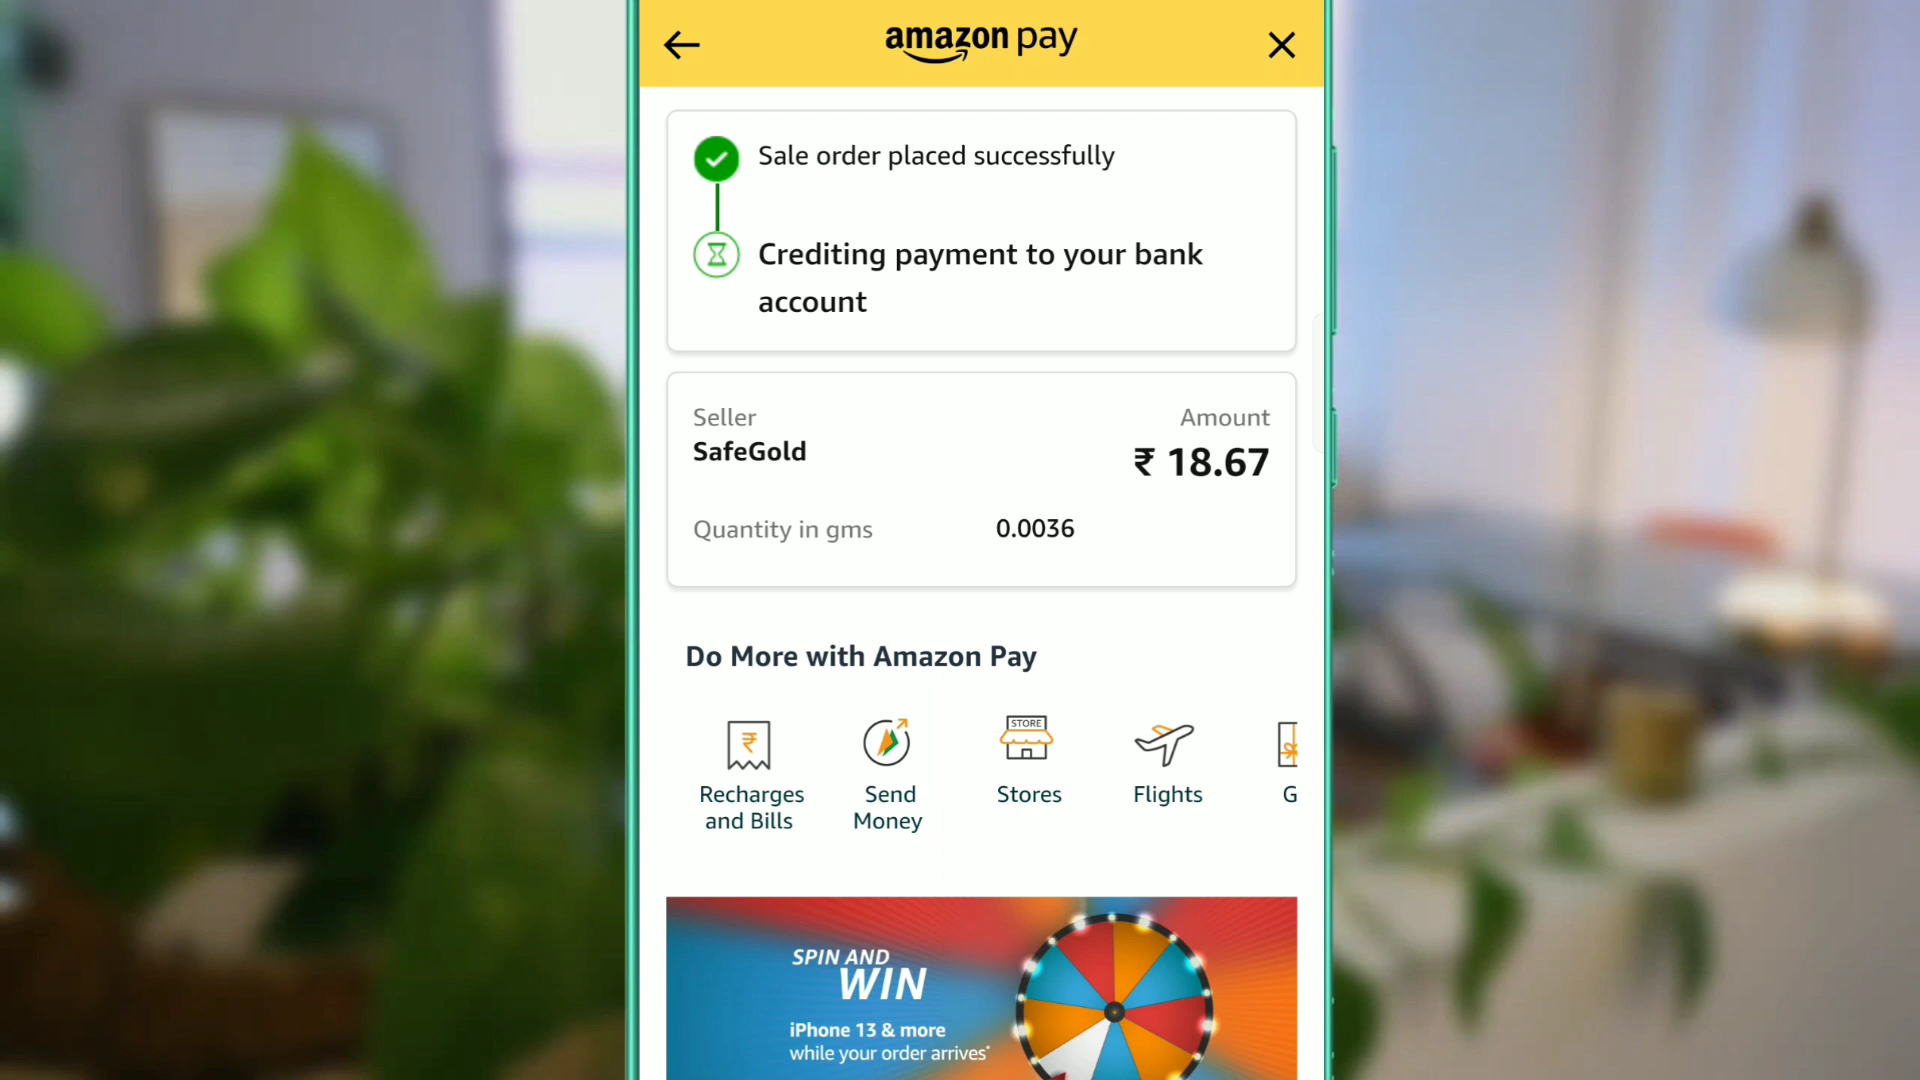 amazon pay
Sale order placed successfully
Crediting payment to your bank
account
Seller
SafeGold
Amount
₹ 18.67
Quantity in gms
0.0036
Do More with Amazon Pay
₹
Recharges
and Bills
Send
Money
STORE
Stores
Flights
G
SPIN AND
WIN
iPhone 13 & more
while your order arrives*